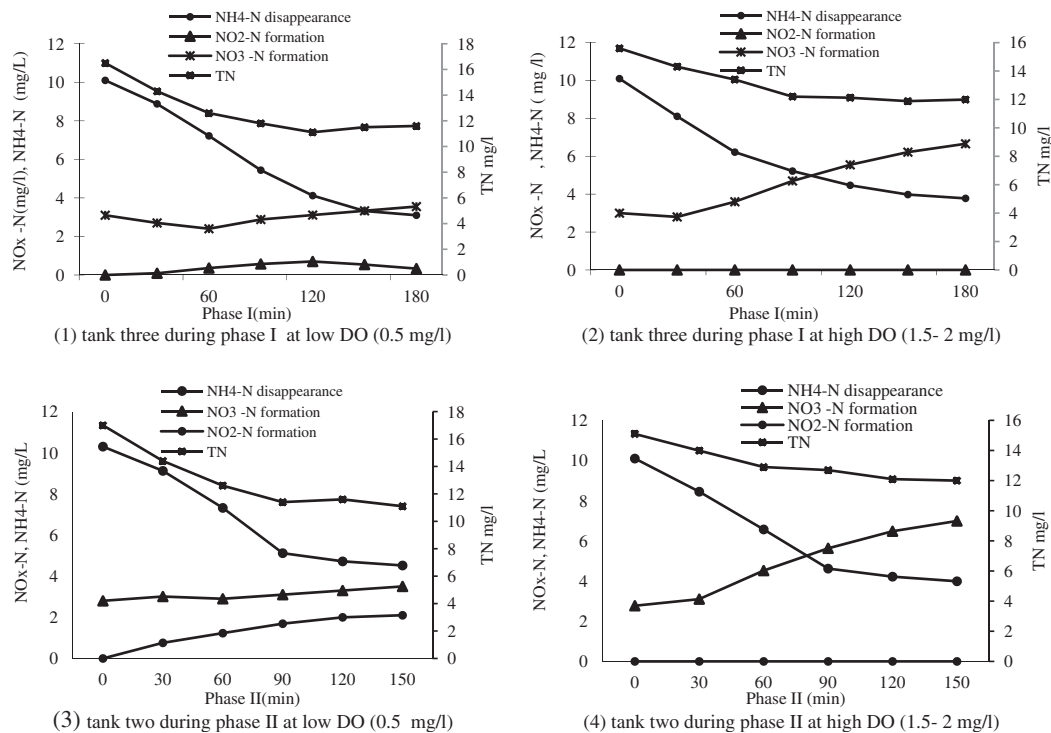 NH4-N disappearance
NO2-N formation
NO3 -N formation
TN
NOx -N(mg/l), NH4-N (mg/L)
12
10
8
6
4
2
0
18
16
14
12
10
8
6
4
2
0
TN mg/l
0 60 120 180
Phase I(min)
(1) tank three during phase I at low DO (0.5 mg/l)
NH4-N disappearance
NO2-N formation
NO3 -N formation
TN
NOx -N , NH4-N ( mg /l)
12
10
8
6
4
2
0
16
14
12
10
8
6
4
2
0
TN mg/l
0 60 120 180
Phase I(min)
(2) tank three during phase I at high DO (1.5- 2 mg/l)
NH4-N disappearance
NO3 -N formation
NO2-N formation
TN
NOx-N, NH4-N (mg/L
12
10
8
6
4
2
0
18
16
14
12
10
8
6
4
2
0
TN mg/l
0 30 60 90 120 150
Phase II(min)
(3) tank two during phase II at low DO (0.5 mg/l)
NH4-N disappearance
NO3 -N formation
NO2-N formation
TN
NOx-N, NH4-N (mg/L
12
10
8
6
4
2
0
16
14
12
10
8
6
4
2
0
TN mg/l
0 30 60 90 120 150
Phase II(min)
(4) tank two during phase II at high DO (1.5- 2 mg/l)